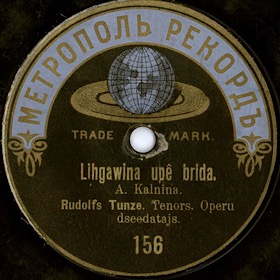 МЕТРОПОЛЬ РЕКОРДЪ
TRADE MARK.
Lihgawina upê brida.
A. Kalnina.
Rudolfs Tunze. Tenors. Operu
dseedatajs.
156